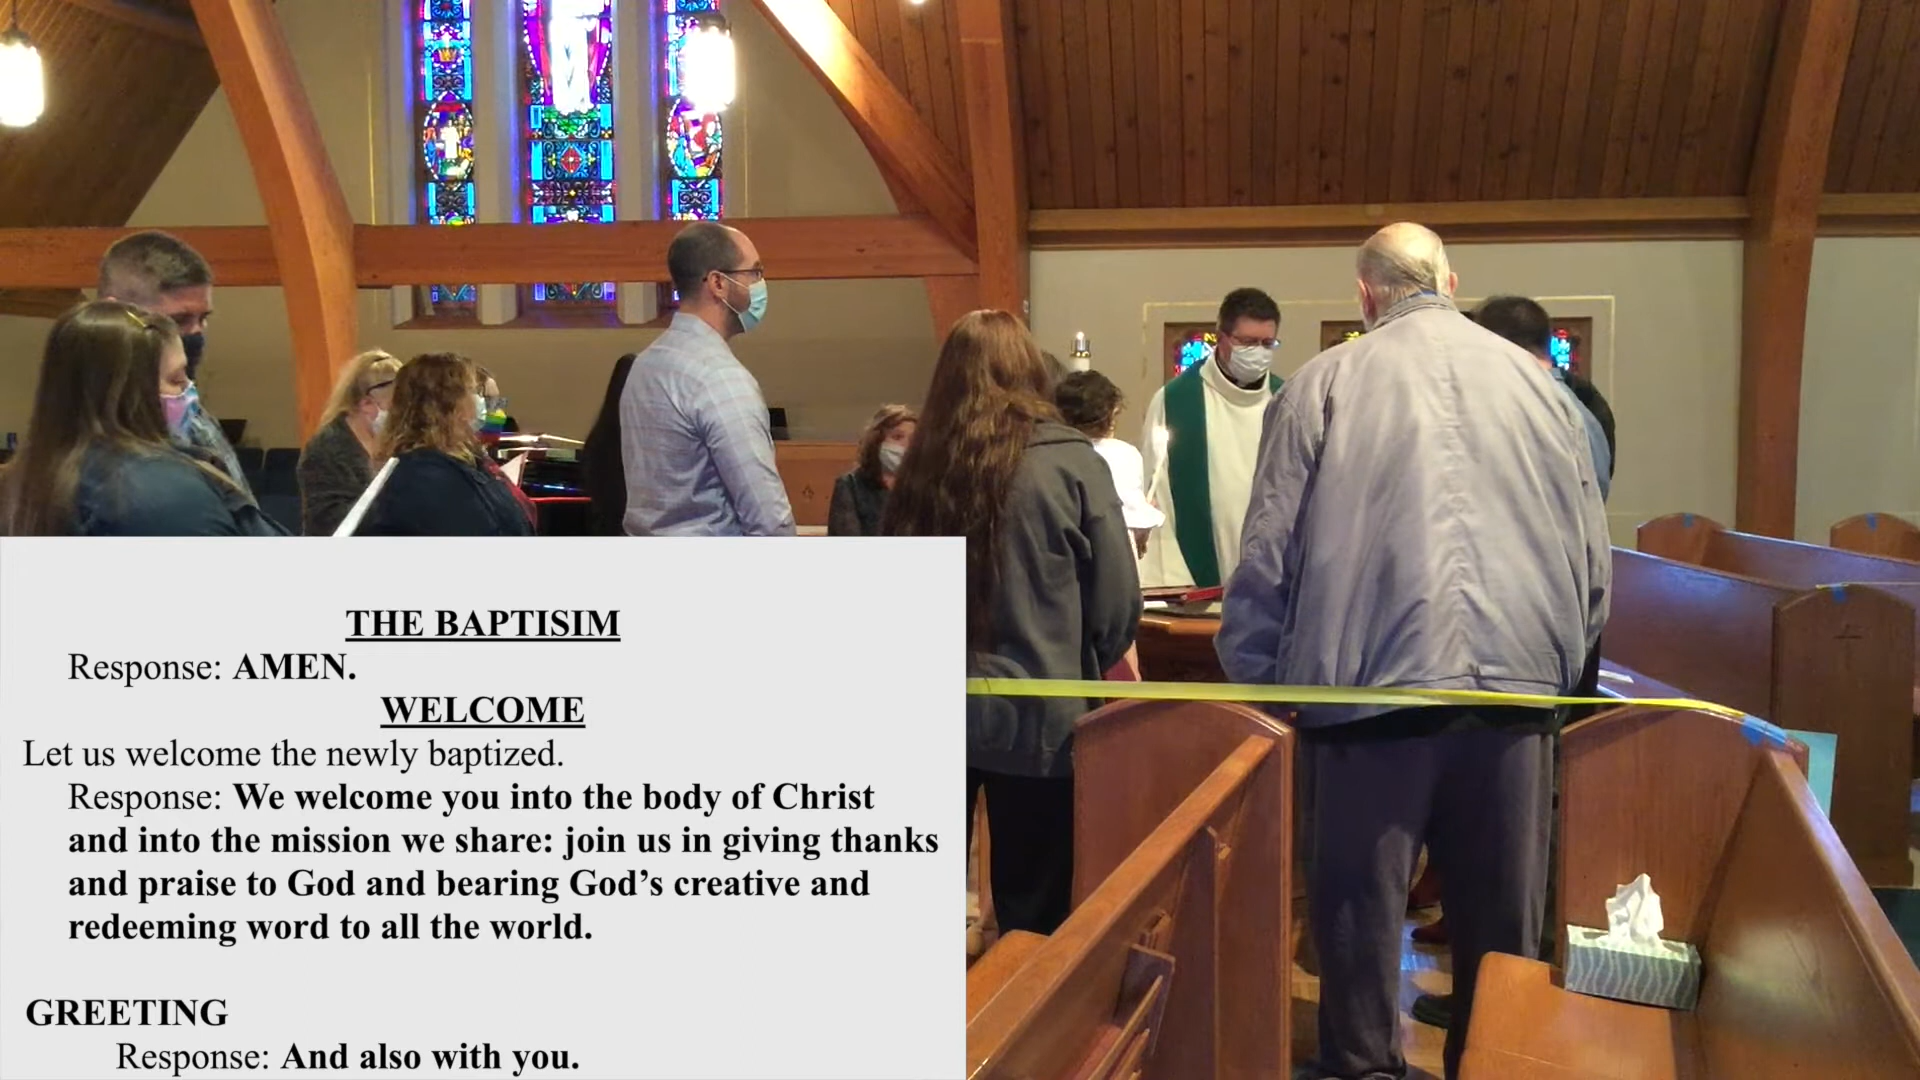 THE BAPTISIM
Response: AMEN.
WELCOME
Let us welcome the newly baptized.
Response: We welcome you into the body of Christ
and into the mission we share: join us in giving thanks
and praise to God and bearing God’s creative and
redeeming word to all the world.
GREETING
Response: And also with you.